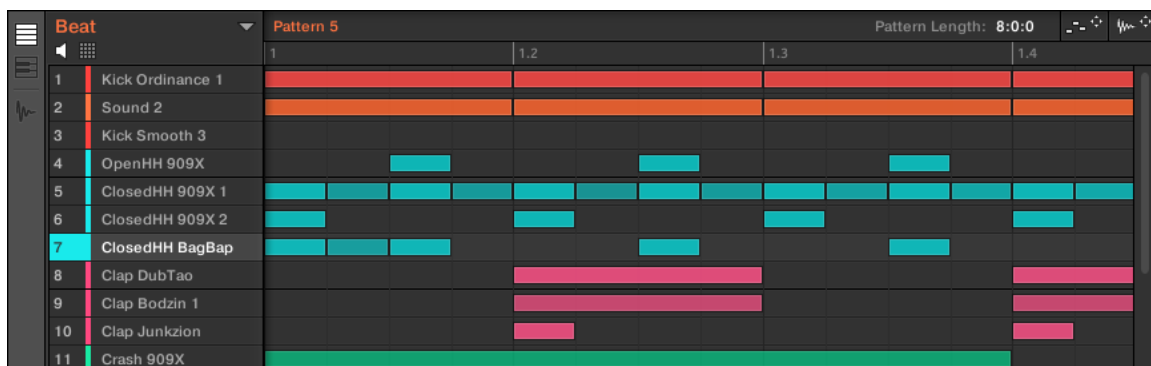 Beat Pattern 5 Pattern Length: 8:0:0
1 1.2 1.3 1.4
1 Kick Ordinance 1
2 Sound 2
3 Kick Smooth 3
4 OpenHH 909X
5 ClosedHH 909X 1
6 ClosedHH 909X 2
7 ClosedHH BagBap
8 Clap DubTao
9 Clap Bodzin 1
10 Clap Junkzion
11 Crash 909X